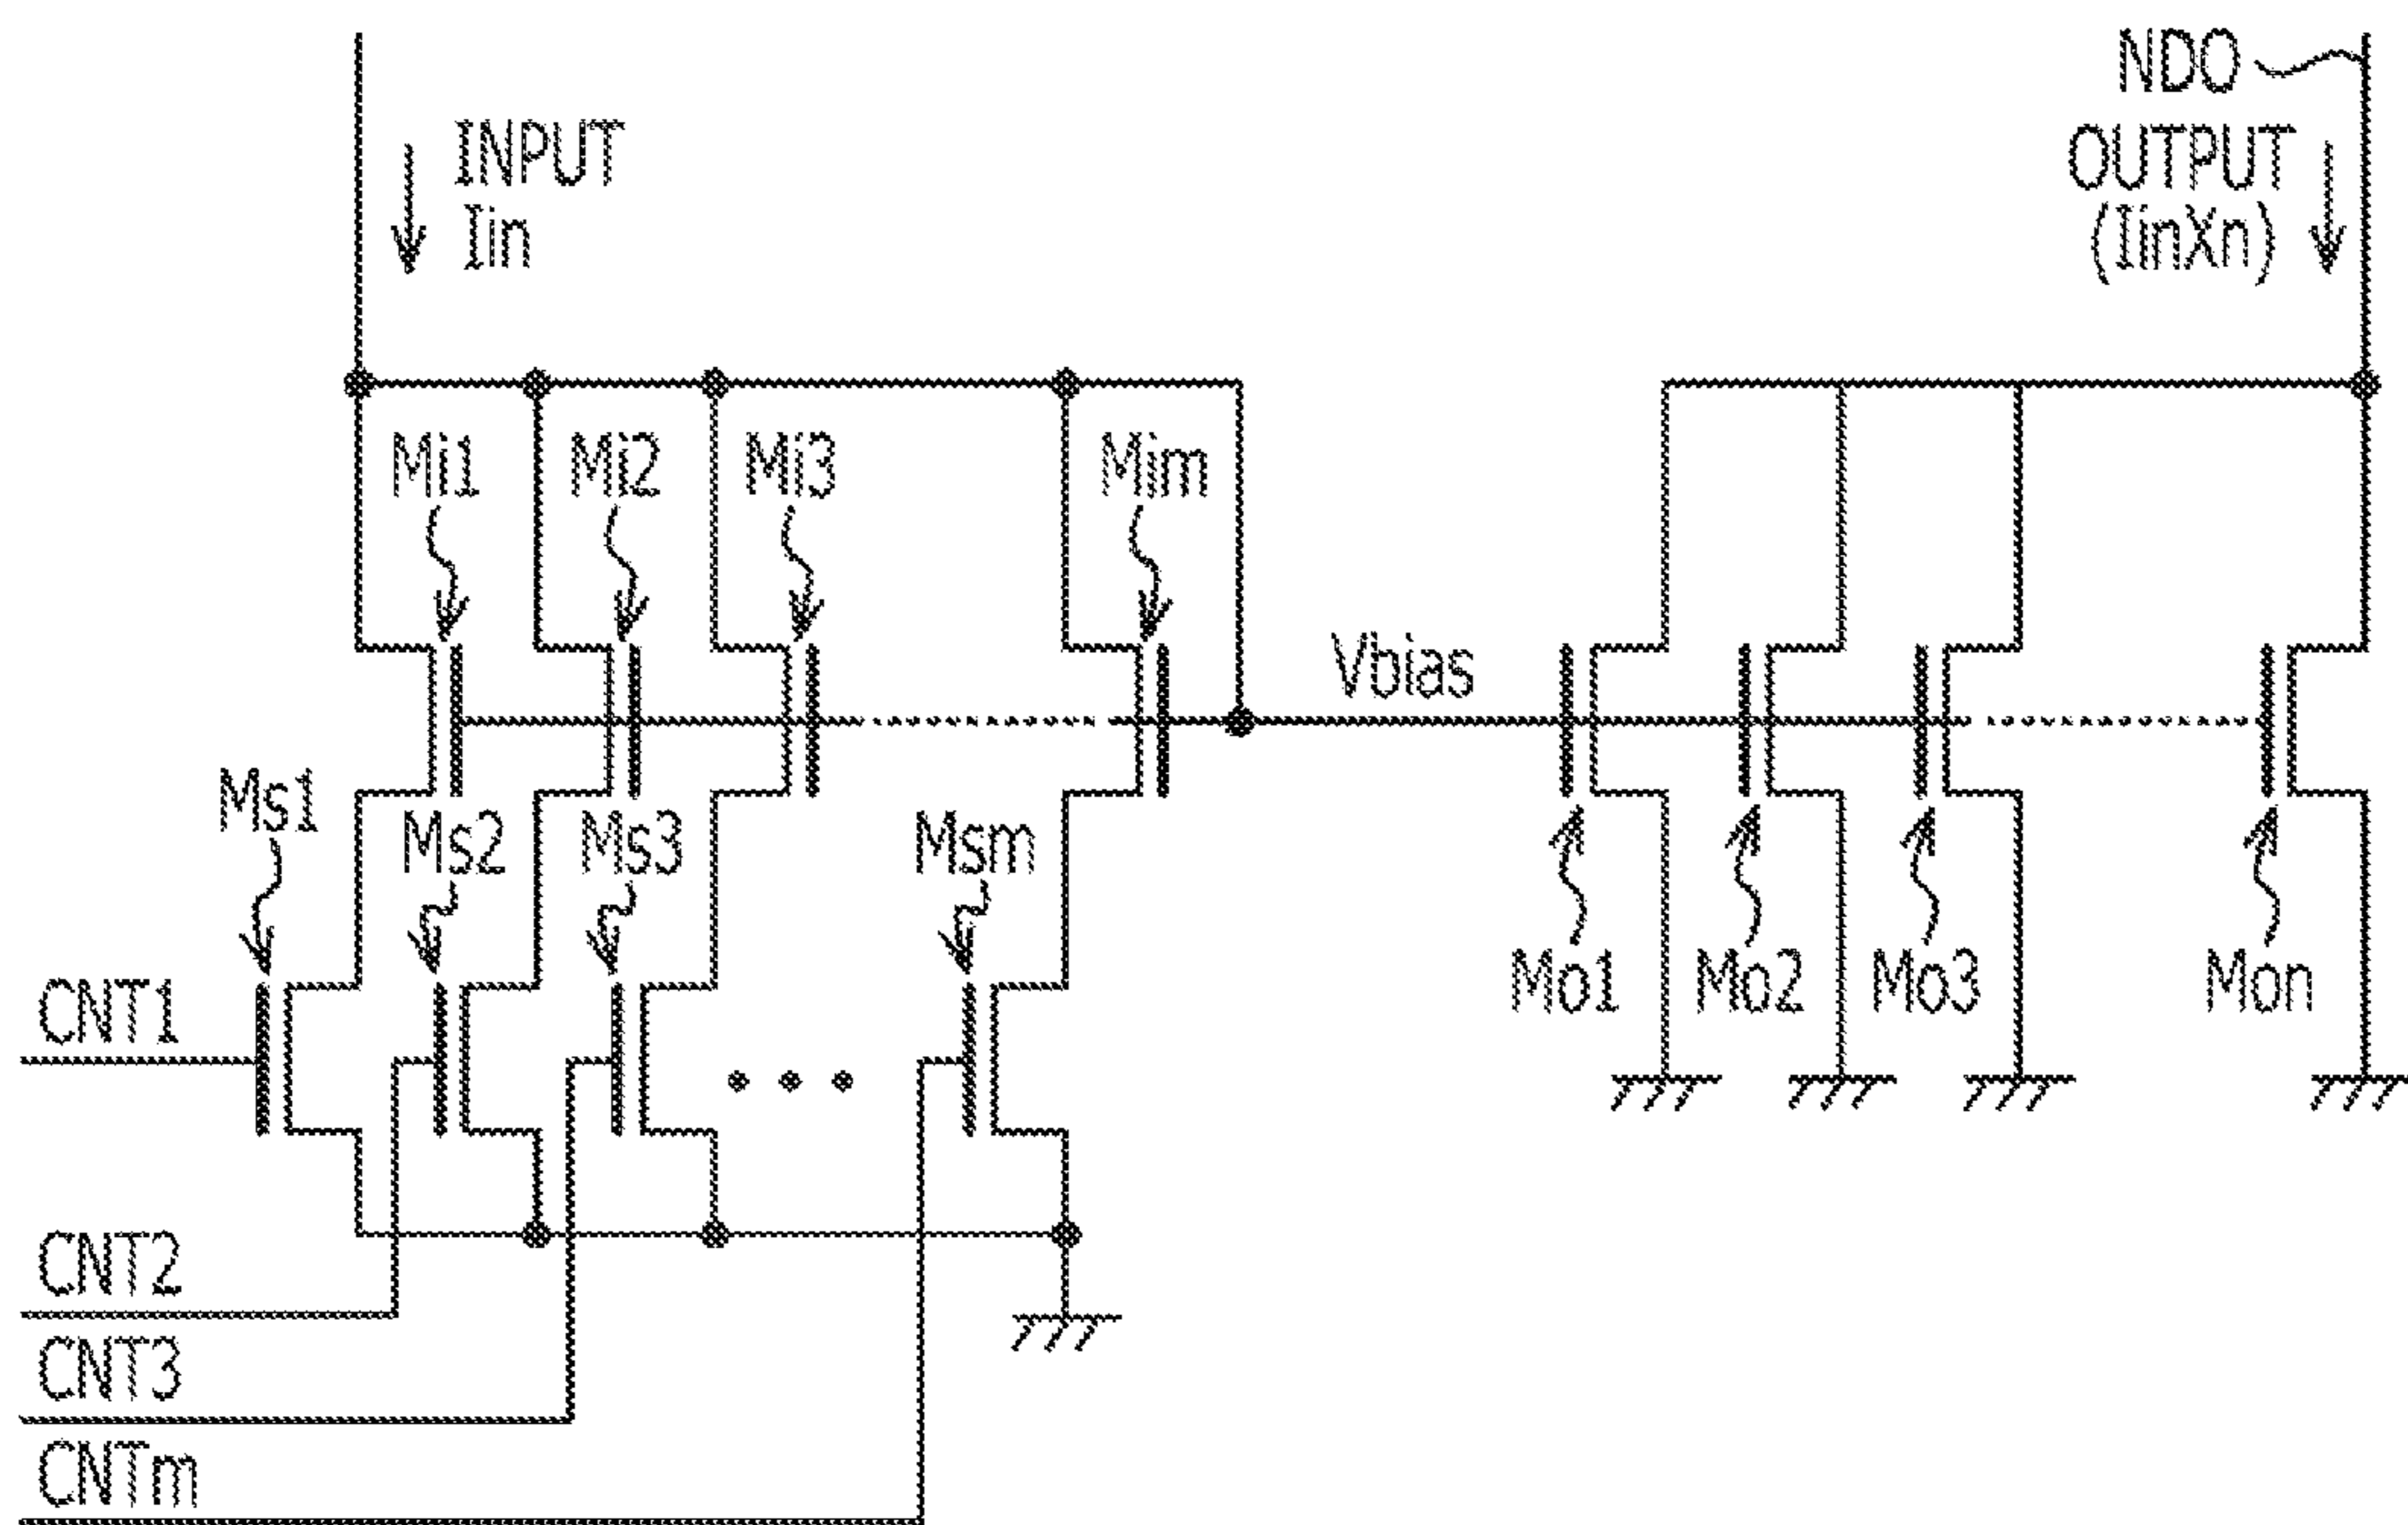 NDO
INPUT
Iin
OUTPUT
(IinXn)
Mi1
Mi2
Mi3
Mim
Vbias
Ms1
Ms2
Ms3
Msm
Mo1
Mo2
Mo3
Mon
CNT1
CNT2
CNT3
CNTm